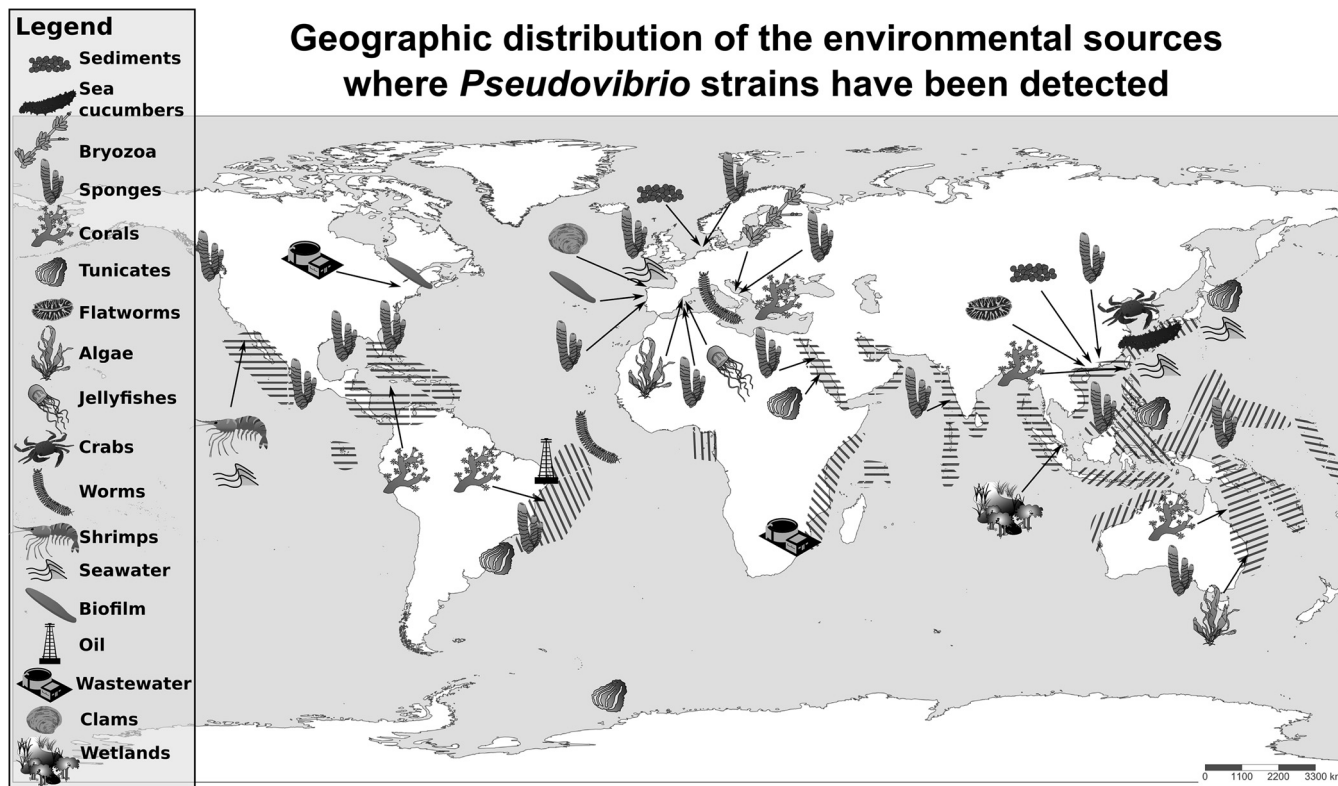 Geographic distribution of the environmental sources
where Pseudovibrio strains have been detected
Legend
Sediments
Sea
cucumbers
Bryozoa
Sponges
Corals
Tunicates
Flatworms
Algae
Jellyfishes
Crabs
Worms
Shrimps
Seawater
Biofilm
Oil
Wastewater
Clams
Wetlands
0 1100 2200 3300 km